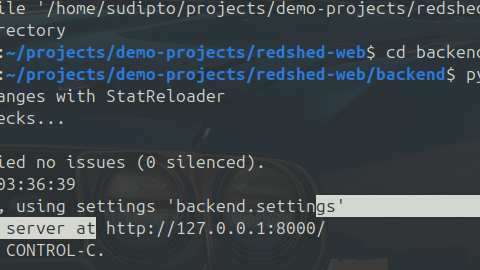 ile '/home/sudipto/projects/demo-projects/redshed
rectory
:~/projects/demo-projects/redshed-web$ cd backend
:~/projects/demo-projects/redshed-web/backend$ py
anges with StatReloader
ecks...
ied no issues (0 silenced).
03:36:39
, using settings 'backend.settings'
server at http://127.0.0.1:8000/
CONTROL-C.